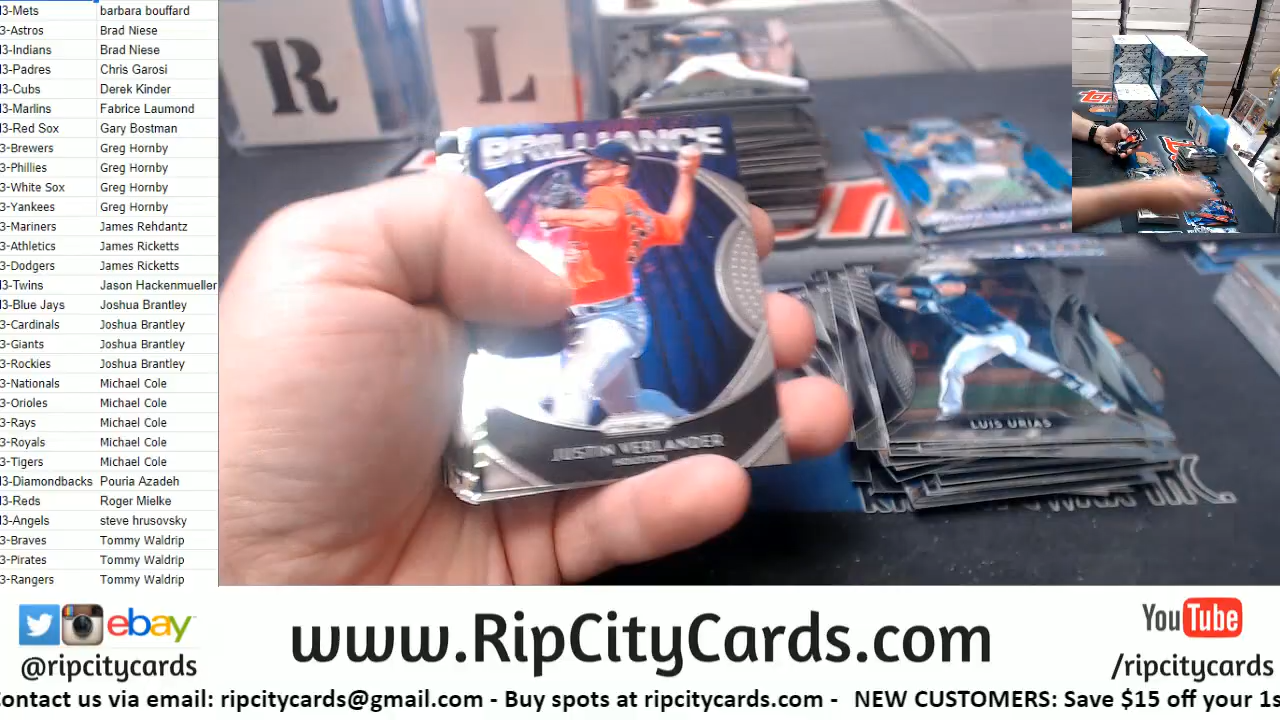 3-Mets barbara bouffard
3-Astros Brad Niese
3-Indians Brad Niese
3-Padres Chris Garosi
3-Cubs Derek Kinder
3-Marlins Fabrice Laumond
3-Red Sox Gary Bostman
3-Brewers Greg Hornby
3-Phillies Greg Hornby
3-White Sox Greg Hornby
3-Yankees Greg Hornby
3-Mariners James Rehdantz
3-Athletics James Ricketts
3-Dodgers James Ricketts
3-Twins Jason Hackenmueller
3-Blue Jays Joshua Brantley
3-Cardinals Joshua Brantley
3-Giants Joshua Brantley
3-Rockies Joshua Brantley
3-Nationals Michael Cole
3-Orioles Michael Cole
3-Rays Michael Cole
3-Royals Michael Cole
3-Tigers Michael Cole
3-Diamondbacks Pouria Azadeh
3-Reds Roger Mielke
3-Angels steve hrusovsky
3-Braves Tommy Waldrip
3-Pirates Tommy Waldrip
3-Rangers Tommy Waldrip
R L
BRILLIANCE
JUSTIN VERLANDER
HOUSTON
LUIS URIAS
ebay
@ripcitycards
www.RipCityCards.com
YouTube
/ripcitycards
ontact us via email: ripcitycards@gmail.com - Buy spots at ripcitycards.com - NEW CUSTOMERS: Save $15 off your 1s